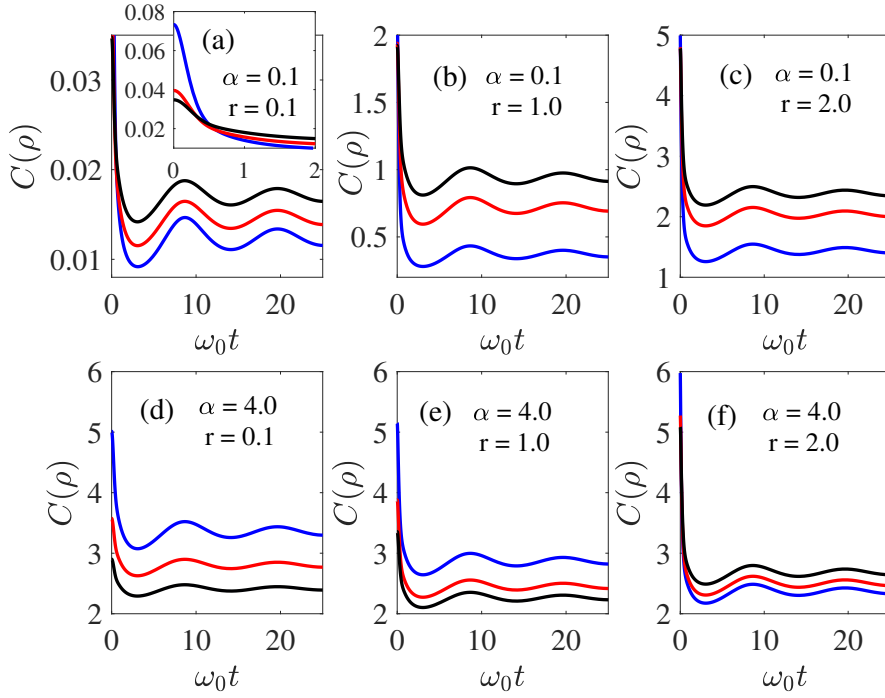 0.08
0.06
0.04
0.02
0 1 2
(a)
α = 0.1
r = 0.1
0.03
0.02
0.01
C(ρ)
0 10 20
ω₀t
2
1.5
1
0.5
C(ρ)
(b)
α = 0.1
r = 1.0
0 10 20
ω₀t
5
4
3
2
1
C(ρ)
(c)
α = 0.1
r = 2.0
0 10 20
ω₀t
6
5
4
3
2
C(ρ)
(d)
α = 4.0
r = 0.1
0 10 20
ω₀t
6
5
4
3
2
C(ρ)
(e)
α = 4.0
r = 1.0
0 10 20
ω₀t
6
5
4
3
2
C(ρ)
(f)
α = 4.0
r = 2.0
0 10 20
ω₀t